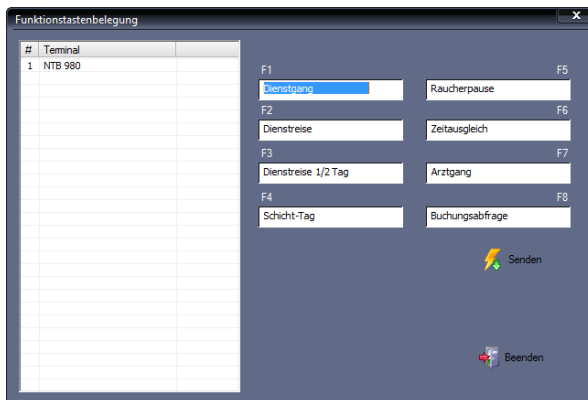 Funktionstastenbelegung
x
# Terminal
1 NTB 980
F1 F5
Dienstgang Raucherpause
F2 F6
Dienstreise Zeitausgleich
F3 F7
Dienstreise 1/2 Tag Arztgang
F4 F8
Schicht-Tag Buchungsabfrage
Senden
Beenden